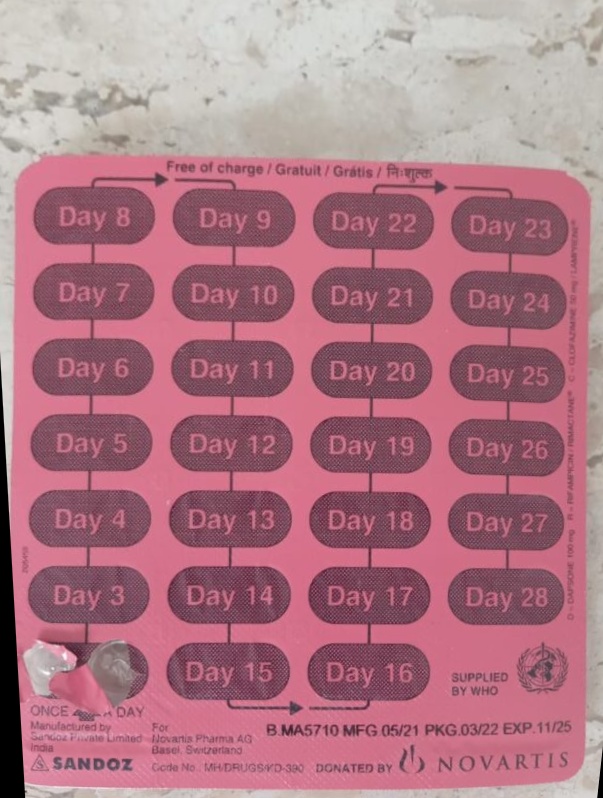 Free of charge / Gratuit / Grátis / निःशुल्क
Day 8 Day 9 Day 22 Day 23
Day 7 Day 10 Day 21 Day 24
Day 6 Day 11 Day 20 Day 25
Day 5 Day 12 Day 19 Day 26
Day 4 Day 13 Day 18 Day 27
Day 3 Day 14 Day 17 Day 28
Day 15 Day 16
SUPPLIED
BY WHO
ONCE A DAY
Manufactured by
Sandoz Private Limited
India
SANDOZ
For
Novartis Pharma AG
Basel, Switzerland
Code No.: MH/DRUGS/KD-390
B.MA5710 MFG 05/21 PKG.03/22 EXP.11/25
DONATED BY NOVARTIS
D = DAPSONE 100 mg R = RIFAMPICIN / RIMACTANE® C = CLOFAZIMINE 50 mg / LAMPRENE®